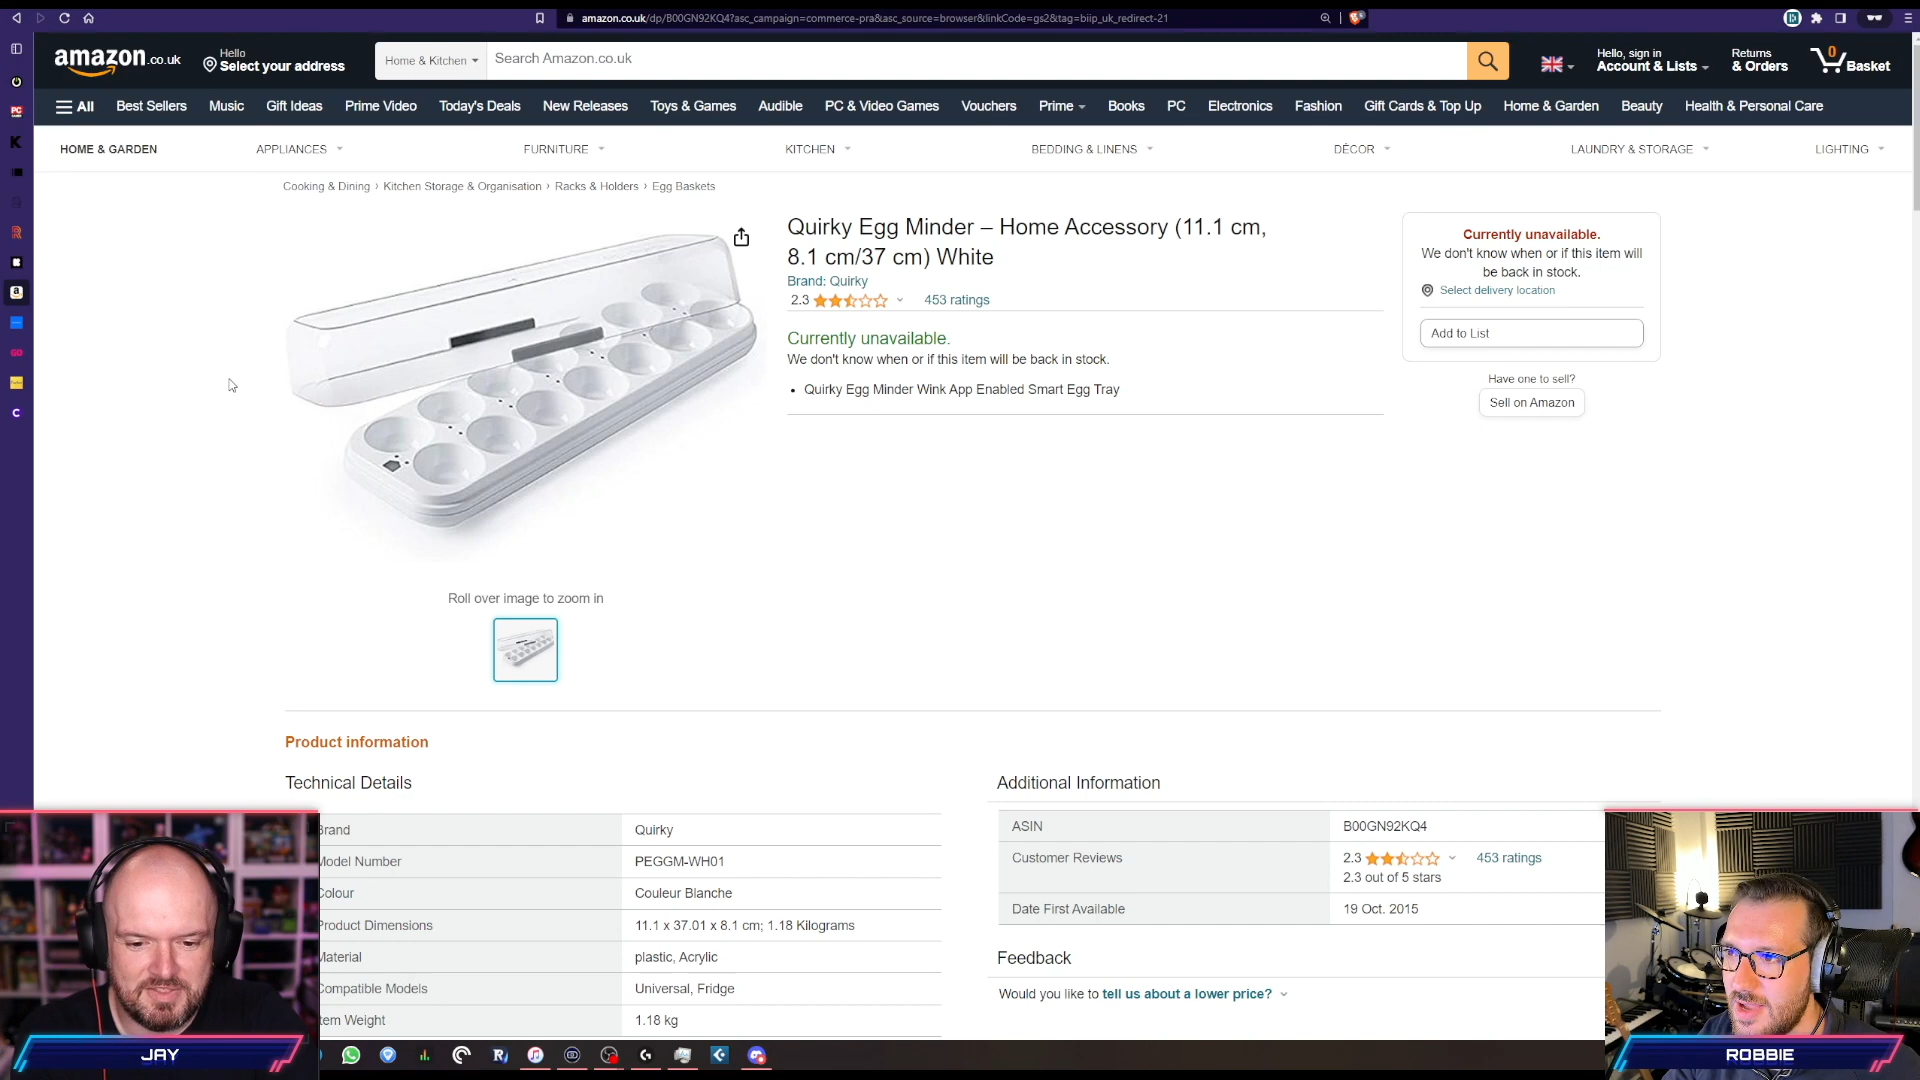 amazon.co.uk/dp/B00GN92KQ4?asc_campaign=commerce-pra&asc_source=browser&linkCode=gs2&tag=biip_uk_redirect-21
amazon.co.uk
Hello
Select your address
Home & Kitchen
Search Amazon.co.uk
Hello, sign in
Account & Lists
Returns
& Orders
0
Basket
All
Best Sellers
Music
Gift Ideas
Prime Video
Today's Deals
New Releases
Toys & Games
Audible
PC & Video Games
Vouchers
Prime
Books
PC
Electronics
Fashion
Gift Cards & Top Up
Home & Garden
Beauty
Health & Personal Care
HOME & GARDEN
APPLIANCES
FURNITURE
KITCHEN
BEDDING & LINENS
DÉCOR
LAUNDRY & STORAGE
LIGHTING
Cooking & Dining › Kitchen Storage & Organisation › Racks & Holders › Egg Baskets
Quirky Egg Minder – Home Accessory (11.1 cm,
8.1 cm/37 cm) White
Brand: Quirky
2.3
453 ratings
Currently unavailable.
We don't know when or if this item will be back in stock.
• Quirky Egg Minder Wink App Enabled Smart Egg Tray
Currently unavailable.
We don't know when or if this item will
be back in stock.
Select delivery location
Add to List
Have one to sell?
Sell on Amazon
Roll over image to zoom in
Product information
Technical Details
Brand Quirky
Model Number PEGGM-WH01
Colour Couleur Blanche
Product Dimensions 11.1 x 37.01 x 8.1 cm; 1.18 Kilograms
Material plastic, Acrylic
Compatible Models Universal, Fridge
Item Weight 1.18 kg
Additional Information
ASIN B00GN92KQ4
Customer Reviews 2.3 453 ratings
2.3 out of 5 stars
Date First Available 19 Oct. 2015
Feedback
Would you like to tell us about a lower price?
JAY
ROBBIE